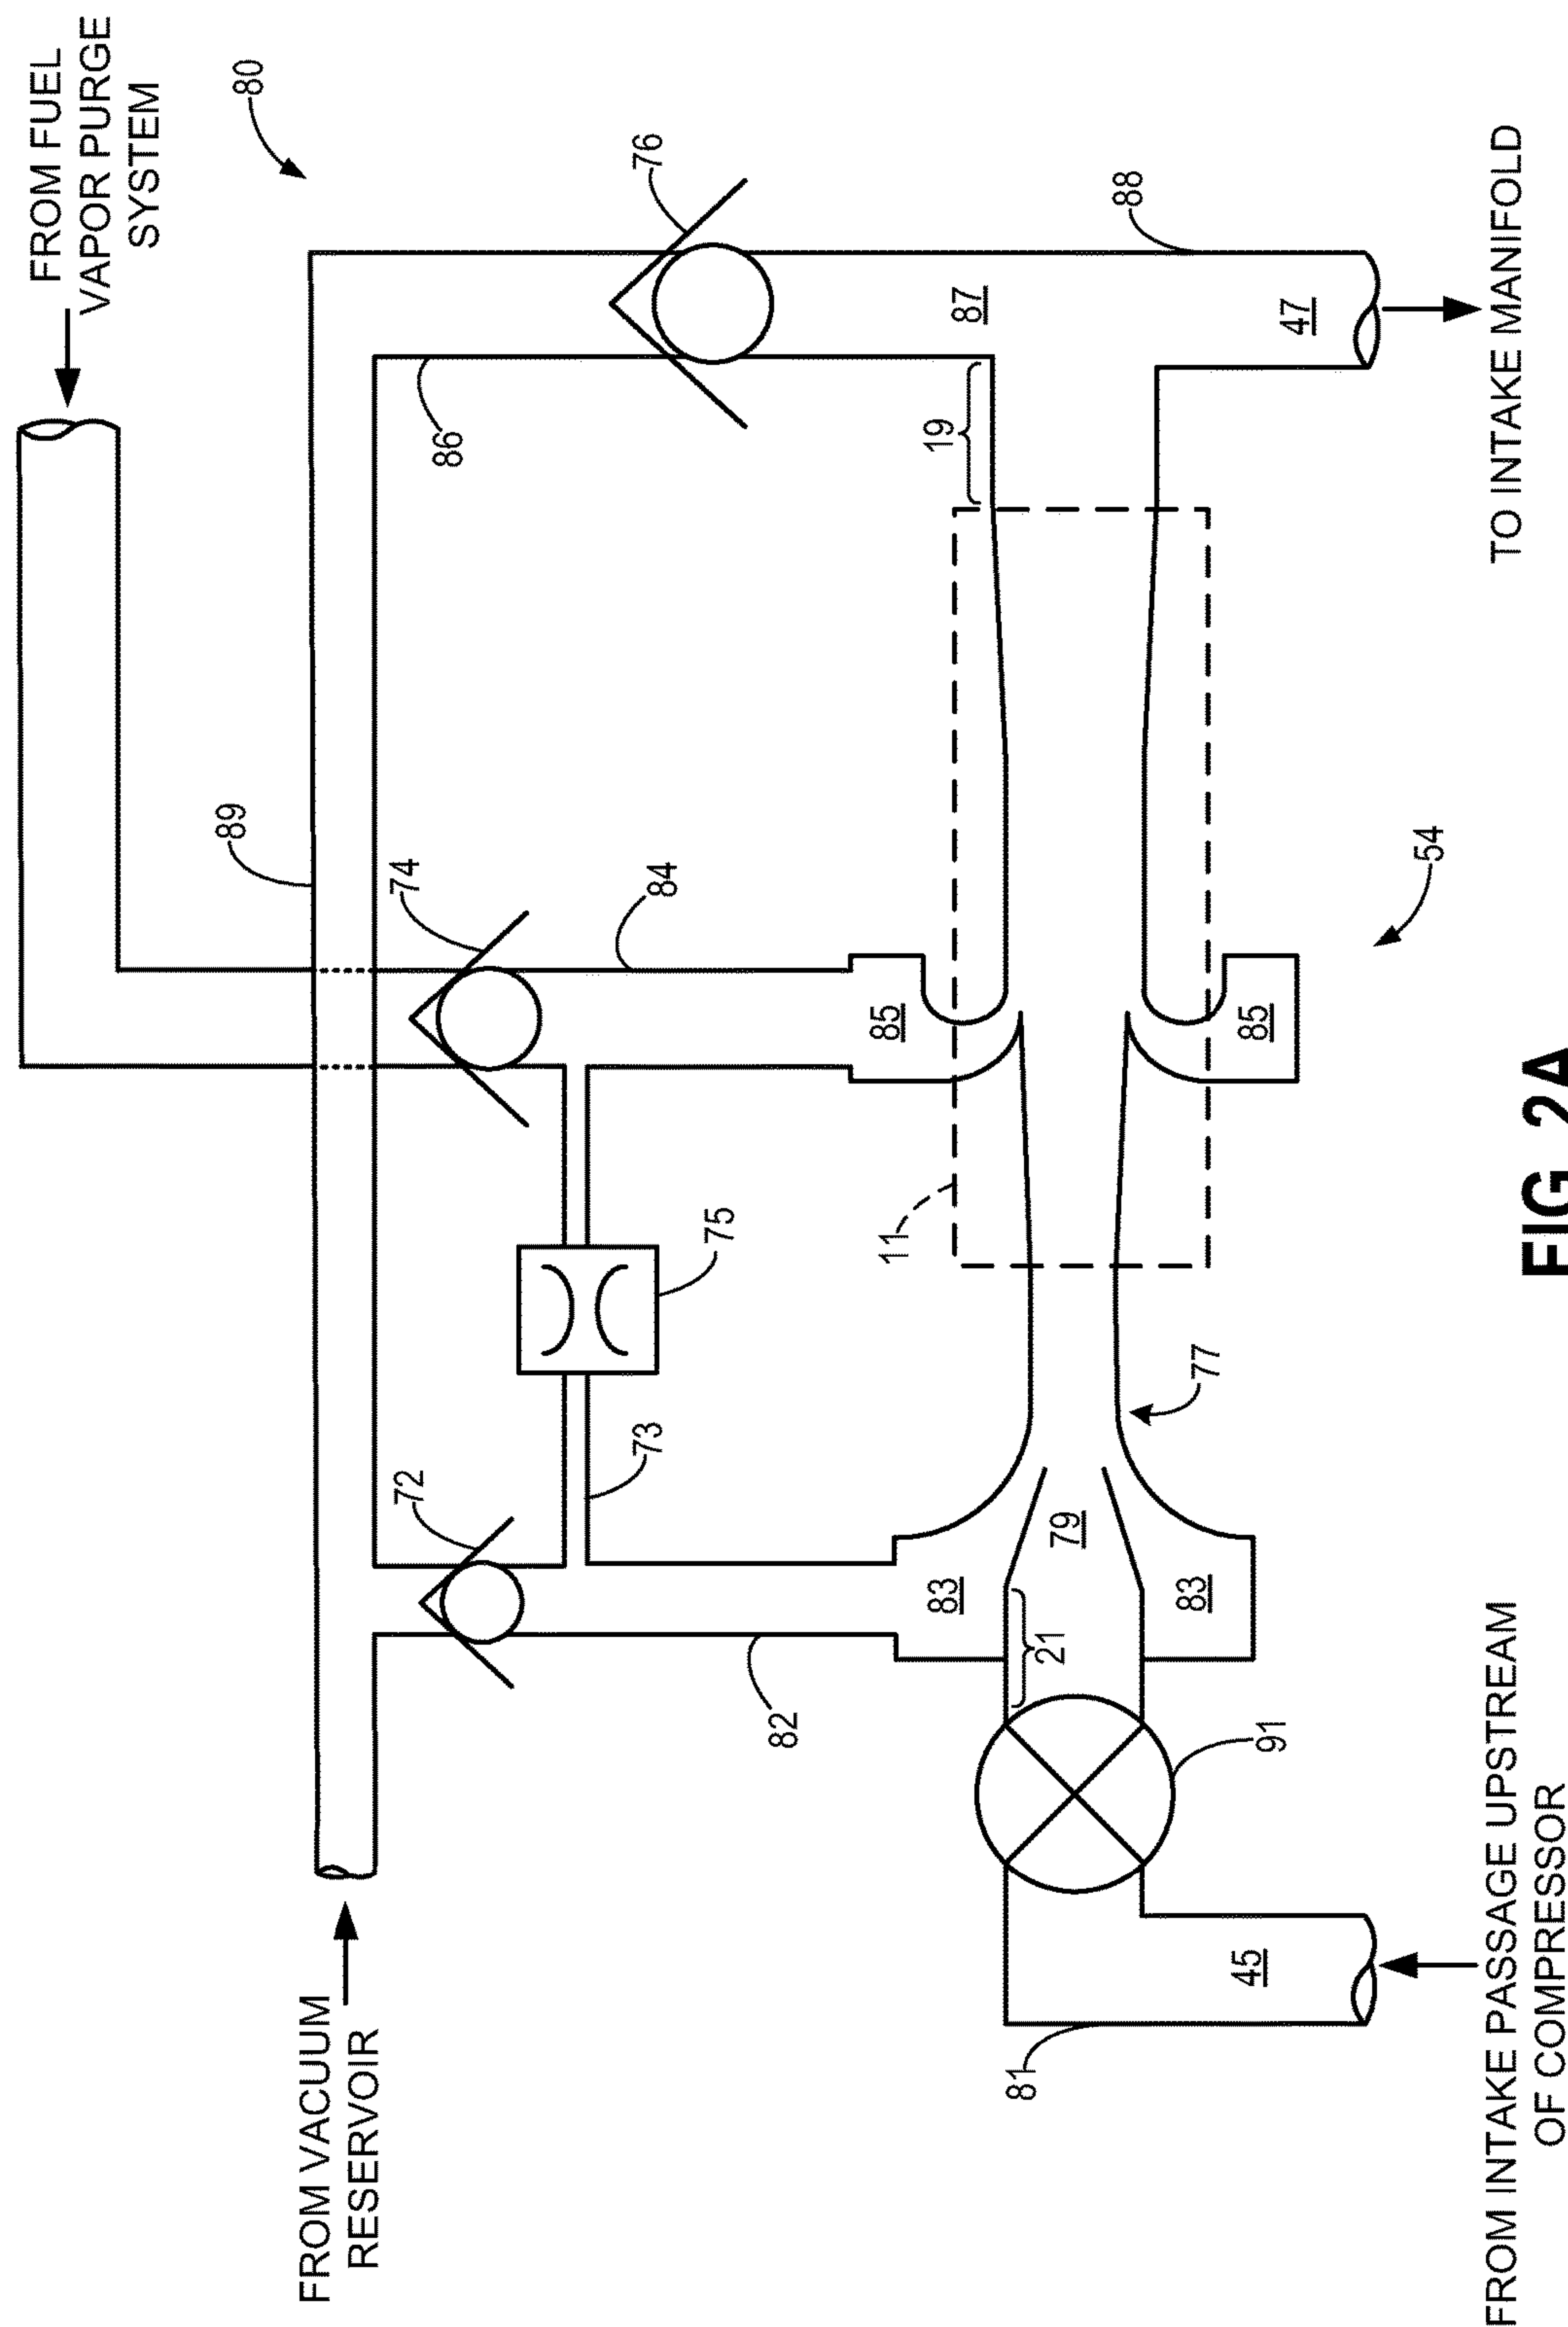 FROM FUEL
VAPOR PURGE
SYSTEM
80
76
88
87
47
TO INTAKE MANIFOLD
86
19
89
74
84
85
85
54
11
75
77
73
72
79
83
83
21
82
91
45
81
FROM VACUUM
RESERVOIR
FROM INTAKE PASSAGE UPSTREAM
OF COMPRESSOR
FIG. 2A